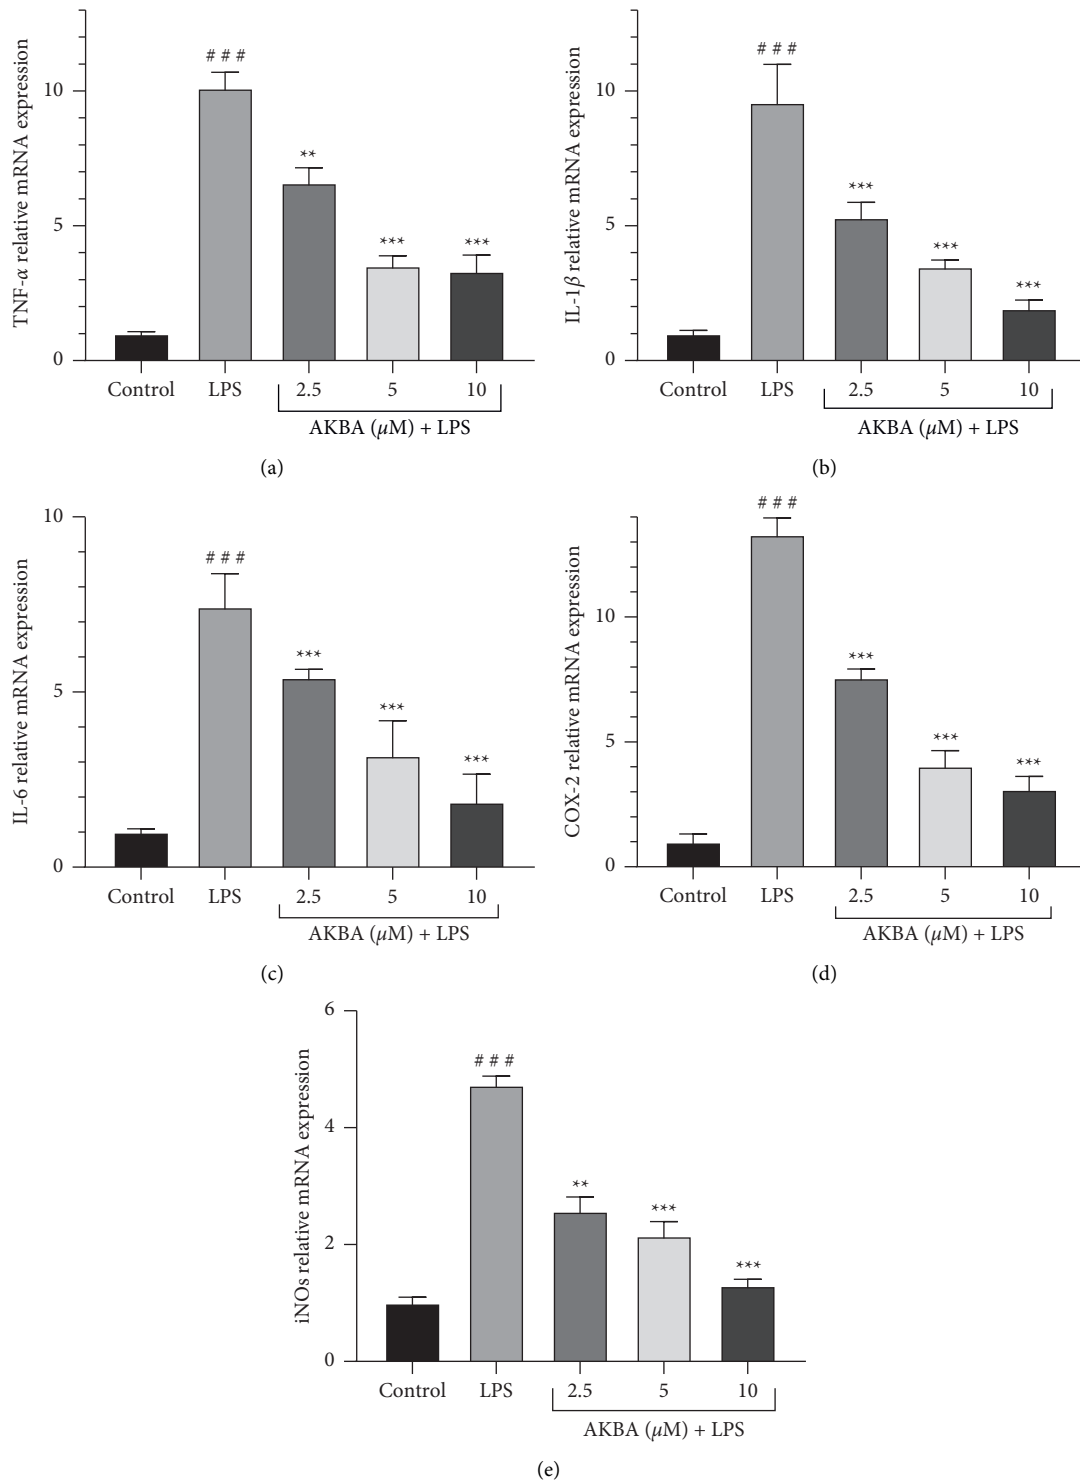 TNF-α relative mRNA expression
10
5
0
# # #
**
***
***
Control LPS 2.5 5 10
AKBA (μM) + LPS
(a)
IL-1β relative mRNA expression
10
5
0
# # #
***
***
***
Control LPS 2.5 5 10
AKBA (μM) + LPS
(b)
IL-6 relative mRNA expression
10
5
0
# # #
***
***
***
Control LPS 2.5 5 10
AKBA (μM) + LPS
(c)
COX-2 relative mRNA expression
10
5
0
# # #
***
***
***
Control LPS 2.5 5 10
AKBA (μM) + LPS
(d)
iNOs relative mRNA expression
6
4
2
0
# # #
**
***
***
Control LPS 2.5 5 10
AKBA (μM) + LPS
(e)